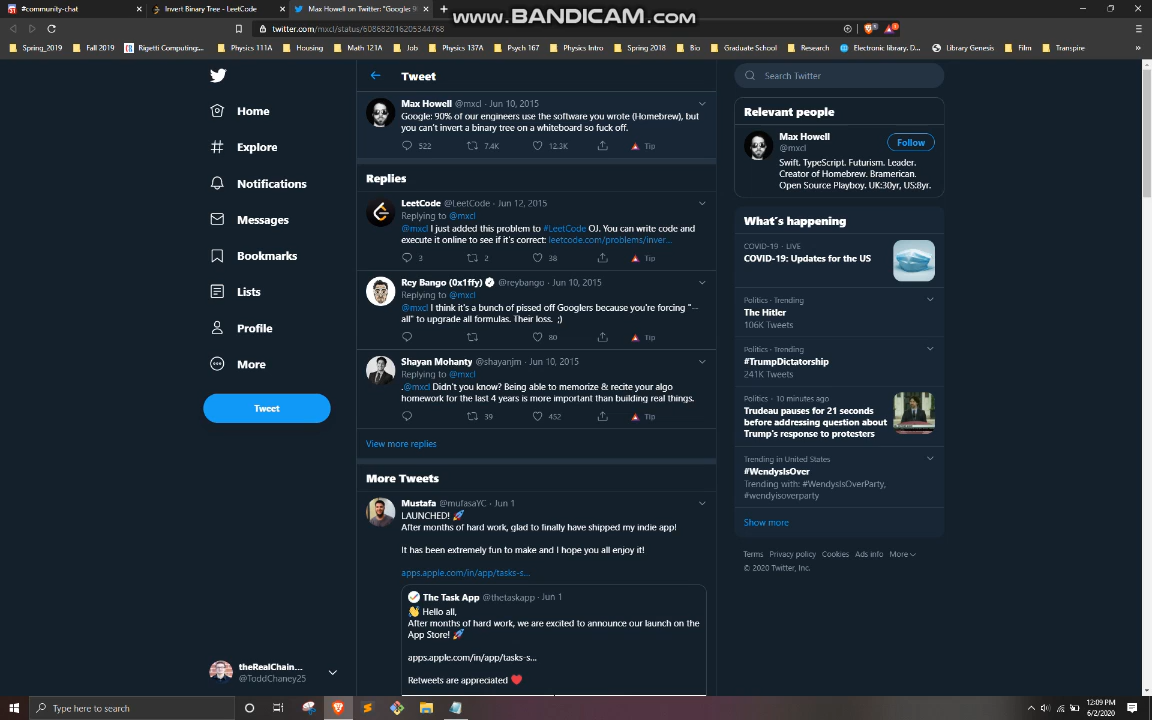 #community-chat
Invert Binary Tree - LeetCode
Max Howell on Twitter: "Google: 9
www.BANDICAM.com
twitter.com/mxcl/status/608682016205344768
Spring_2019
Fall 2019
Rigetti Computing:...
Physics 111A
Housing
Math 121A
Job
Physics 137A
Psych 167
Physics Intro
Spring 2018
Bio
Graduate School
Research
Electronic library. D...
Library Genesis
Film
Transpire
Home
Explore
Notifications
Messages
Bookmarks
Lists
Profile
More
Tweet
theRealChain...
@ToddChaney25
Tweet
Max Howell @mxcl · Jun 10, 2015
Google: 90% of our engineers use the software you wrote (Homebrew), but
you can't invert a binary tree on a whiteboard so fuck off.
522 7.4K 12.3K Tip
Replies
LeetCode @LeetCode · Jun 12, 2015
Replying to @mxcl
@mxcl I just added this problem to #LeetCode OJ. You can write code and
execute it online to see if it's correct: leetcode.com/problems/inver...
3 2 38 Tip
Rey Bango (0x1ffy) @reybango · Jun 10, 2015
Replying to @mxcl
@mxcl I think it's a bunch of pissed off Googlers because you're forcing "--
all" to upgrade all formulas. Their loss. ;)
80 Tip
Shayan Mohanty @shayanjm · Jun 10, 2015
Replying to @mxcl
.@mxcl Didn't you know? Being able to memorize & recite your algo
homework for the last 4 years is more important than building real things.
39 452 Tip
View more replies
More Tweets
Mustafa @mufasaYC · Jun 1
LAUNCHED! 🚀
After months of hard work, glad to finally have shipped my indie app!
It has been extremely fun to make and I hope you all enjoy it!
apps.apple.com/in/app/tasks-s...
The Task App @thetaskapp · Jun 1
👋 Hello all,
After months of hard work, we are excited to announce our launch on the
App Store! 🚀
apps.apple.com/in/app/tasks-s...
Retweets are appreciated ❤️
Search Twitter
Relevant people
Max Howell
@mxcl
Follow
Swift. TypeScript. Futurism. Leader.
Creator of Homebrew. Bramerican.
Open Source Playboy. UK:30yr, US:8yr.
What's happening
COVID-19 · LIVE
COVID-19: Updates for the US
Politics · Trending
The Hitler
106K Tweets
Politics · Trending
#TrumpDictatorship
241K Tweets
Politics · 10 minutes ago
Trudeau pauses for 21 seconds
before addressing question about
Trump's response to protesters
Trending in United States
#WendysIsOver
Trending with: #WendysIsOverParty,
#wendyisoverparty
Show more
Terms Privacy policy Cookies Ads info More
© 2020 Twitter, Inc.
Type here to search
12:09 PM
6/2/2020